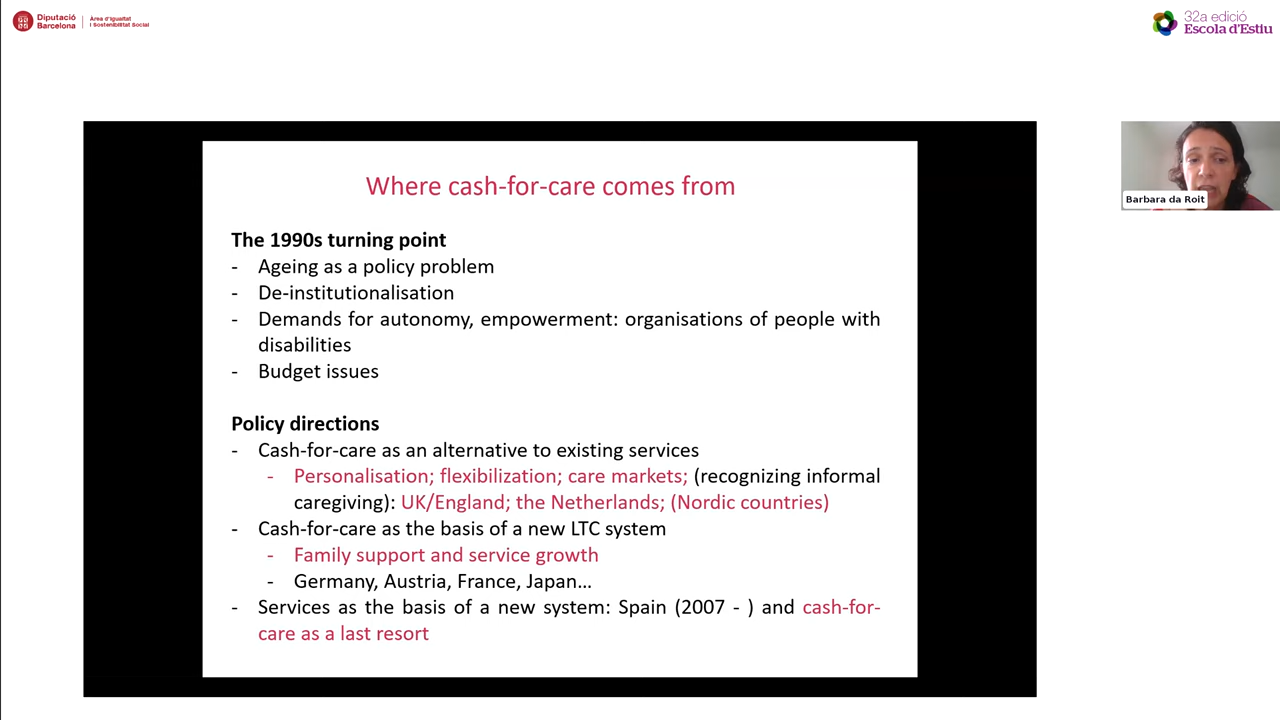 Diputació
Barcelona
Àrea d'Igualtat
i Sostenibilitat Social
32a edició
Escola d'Estiu
Where cash-for-care comes from
The 1990s turning point
- Ageing as a policy problem
- De-institutionalisation
- Demands for autonomy, empowerment: organisations of people with
disabilities
- Budget issues
Policy directions
- Cash-for-care as an alternative to existing services
- Personalisation; flexibilization; care markets; (recognizing informal
caregiving): UK/England; the Netherlands; (Nordic countries)
- Cash-for-care as the basis of a new LTC system
- Family support and service growth
- Germany, Austria, France, Japan...
- Services as the basis of a new system: Spain (2007 - ) and cash-for-
care as a last resort
Barbara da Roit